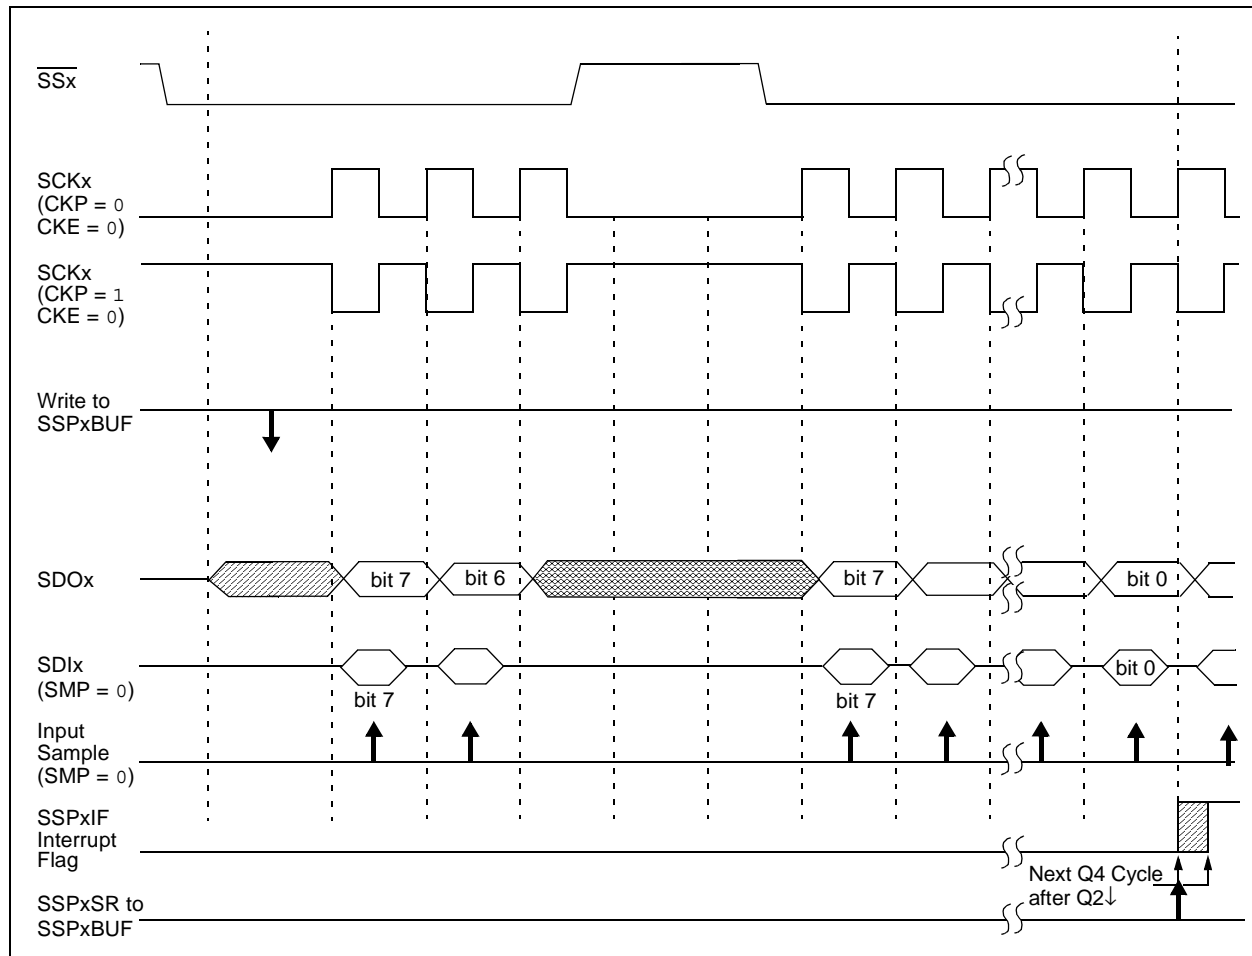 SSx
SCKx
(CKP = 0
CKE = 0)
SCKx
(CKP = 1
CKE = 0)
Write to
SSPxBUF
SDOx
bit 7
bit 6
bit 7
bit 0
SDIx
(SMP = 0)
bit 7
bit 7
bit 0
Input
Sample
(SMP = 0)
SSPxIF
Interrupt
Flag
Next Q4 Cycle
after Q2↓
SSPxSR to
SSPxBUF